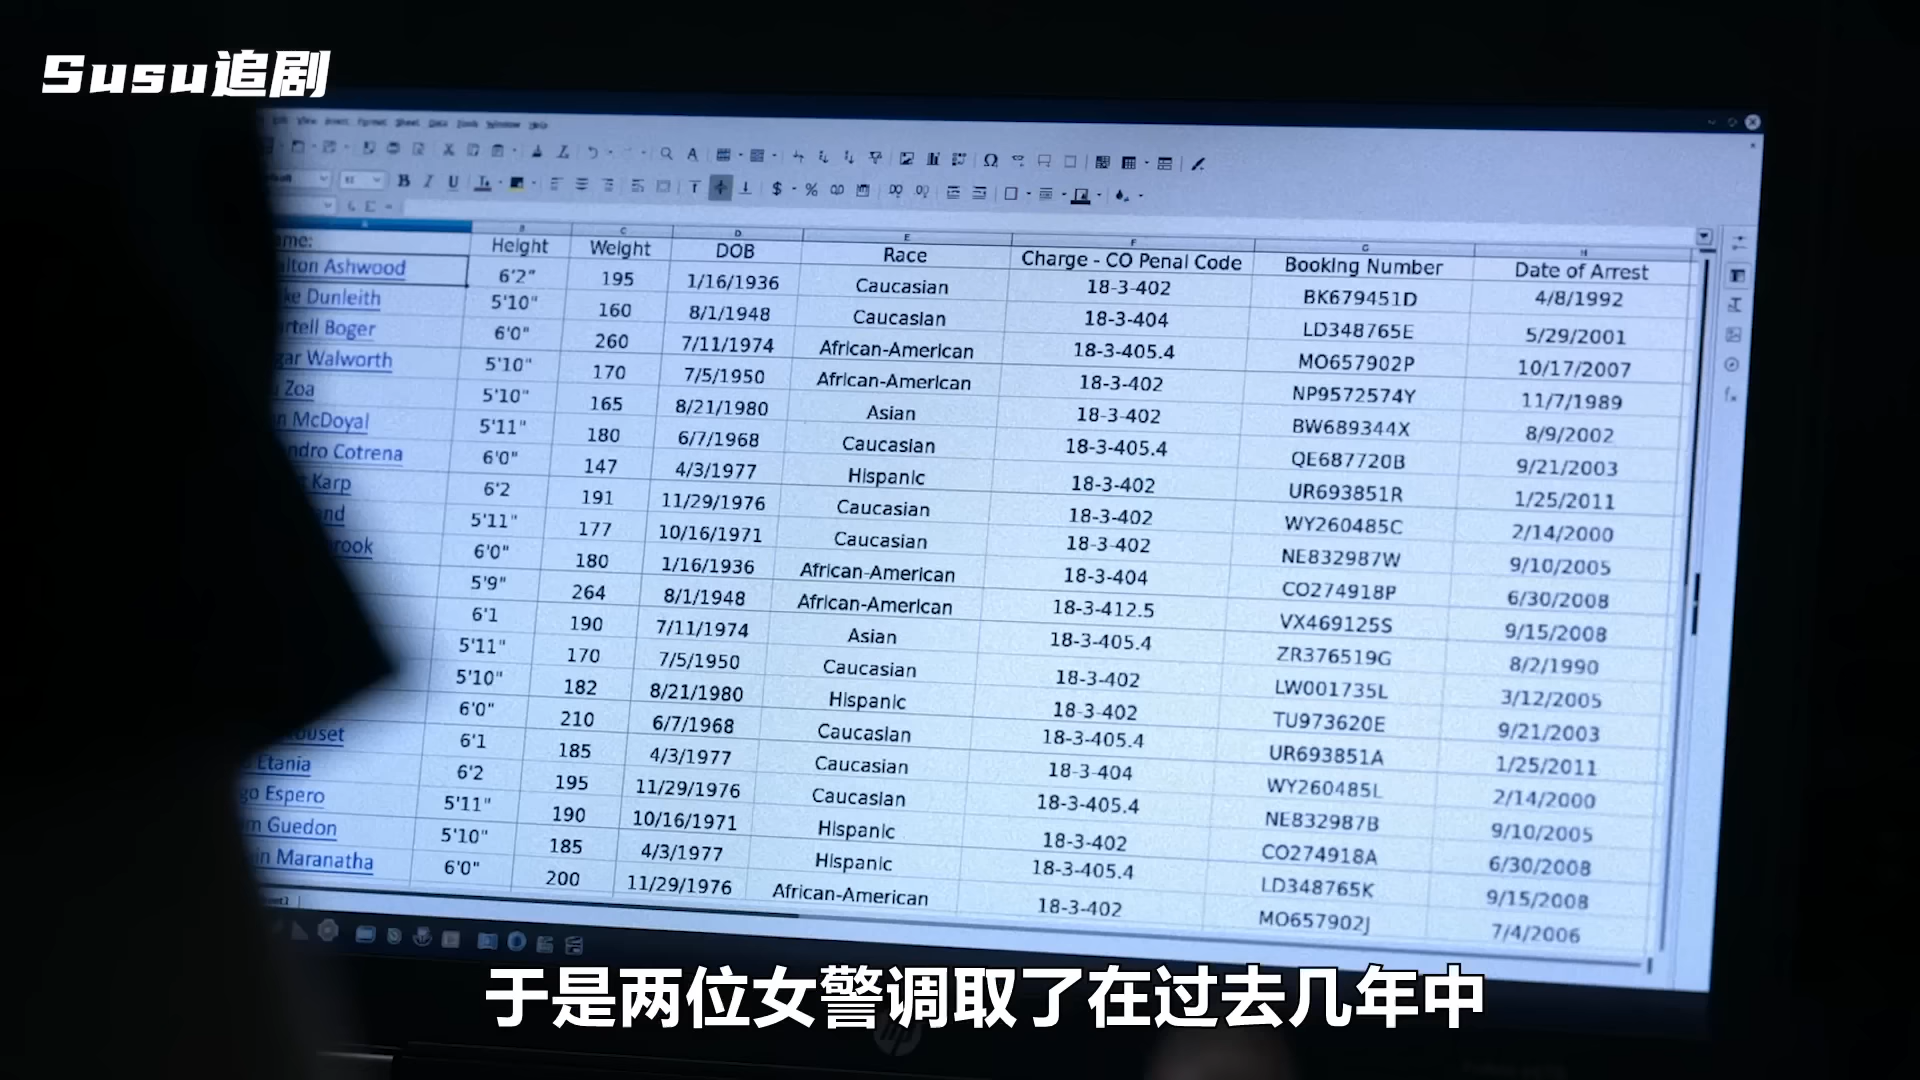 Susu追剧
Height Weight DOB Race Charge - CO Penal Code Booking Number Date of Arrest
Ashwood 6'2" 195 1/16/1936 Caucasian 18-3-402 BK679451D 4/8/1992
Dunleith 5'10" 160 8/1/1948 Caucasian 18-3-404 LD348765E 5/29/2001
Boger 6'0" 260 7/11/1974 African-American 18-3-405.4 MO657902P 10/17/2007
Walworth 5'10" 170 7/5/1950 African-American 18-3-402 NP9572574Y 11/7/1989
Zoa 5'10" 165 8/21/1980 Asian 18-3-402 BW689344X 8/9/2002
McDoyal 5'11" 180 6/7/1968 Caucasian 18-3-405.4 QE687720B 9/21/2003
Cotrena 6'0" 147 4/3/1977 Hispanic 18-3-402 UR693851R 1/25/2011
Karp 6'2 191 11/29/1976 Caucasian 18-3-402 WY260485C 2/14/2000
5'11" 177 10/16/1971 Caucasian 18-3-402 NE832987W 9/10/2005
6'0" 180 1/16/1936 African-American 18-3-404 CO274918P 6/30/2008
5'9" 264 8/1/1948 African-American 18-3-412.5 VX469125S 9/15/2008
6'1 190 7/11/1974 Asian 18-3-405.4 ZR376519G 8/2/1990
5'11" 170 7/5/1950 Caucasian 18-3-402 LW001735L 3/12/2005
5'10" 182 8/21/1980 Hispanic 18-3-402 TU973620E 9/21/2003
6'0" 210 6/7/1968 Caucasian 18-3-405.4 UR693851A 1/25/2011
6'1 185 4/3/1977 Caucasian 18-3-404 WY260485L 2/14/2000
Etania 6'2 195 11/29/1976 Caucasian 18-3-405.4 NE832987B 9/10/2005
Espero 5'11" 190 10/16/1971 Hispanic 18-3-402 CO274918A 6/30/2008
Guedon 5'10" 185 4/3/1977 Hispanic 18-3-405.4 LD348765K 9/15/2008
Maranatha 6'0" 200 11/29/1976 African-American 18-3-402 MO657902J 7/4/2006
于是两位女警调取了在过去几年中
hp